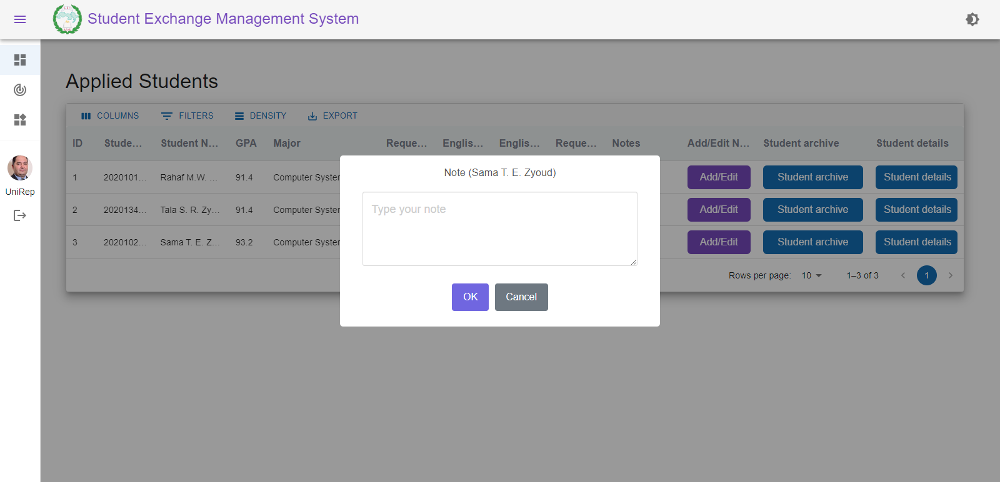 Student Exchange Management System
Applied Students
COLUMNS FILTERS DENSITY EXPORT
ID Stude... Student N... GPA Major Reque... Englis... Englis... Reque... Notes Add/Edit N... Student archive Student details
Note (Sama T. E. Zyoud)
1 2020101... Rahaf M.W. ... 91.4 Computer System Add/Edit Student archive Student details
UniRep
Type your note
2 2020134... Tala S. R. Zy... 91.4 Computer System Add/Edit Student archive Student details
3 2020102... Sama T. E. Z... 93.2 Computer System Add/Edit Student archive Student details
Rows per page: 10 1–3 of 3 1
OK Cancel